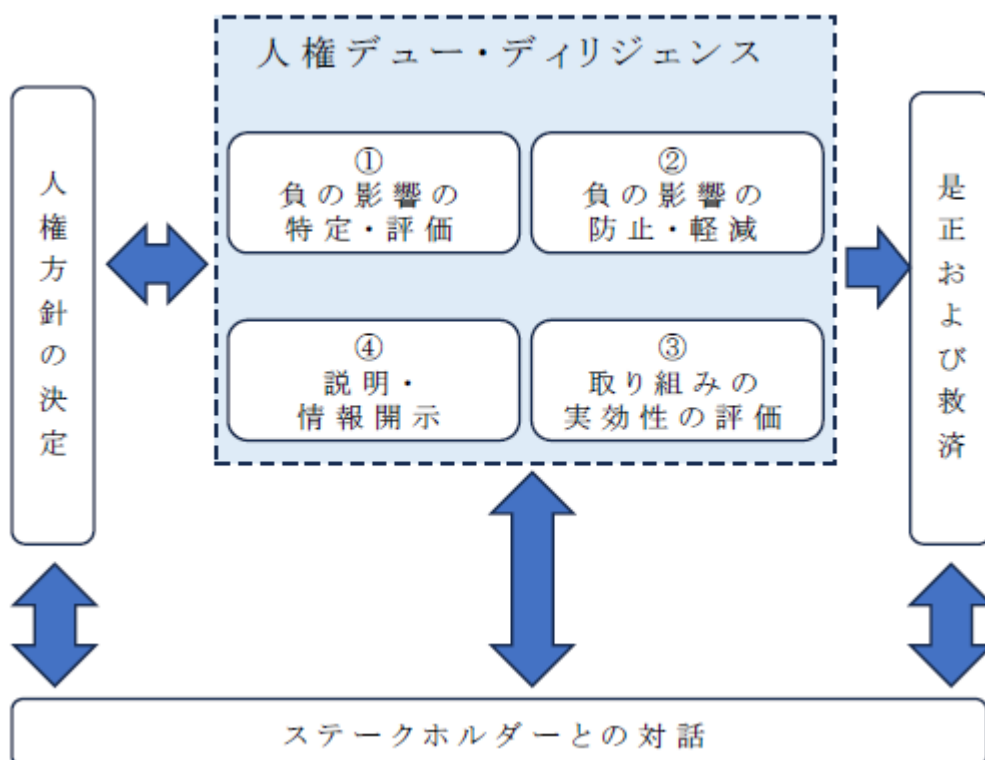 人権デュー・ディリジェンス
人権方針の決定
①
負の影響の
特定・評価
②
負の影響の
防止・軽減
④
説明・
情報開示
③
取り組みの
実効性の評価
是正および救済
ステークホルダーとの対話